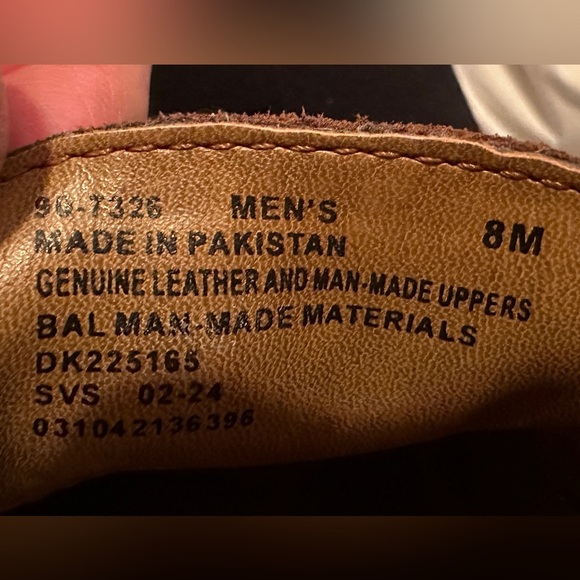 90-7326 MEN'S
8M
MADE IN PAKISTAN
GENUINE LEATHER AND MAN-MADE UPPERS
BAL MAN-MADE MATERIALS
DK225165
SVS 02-24
031042136396